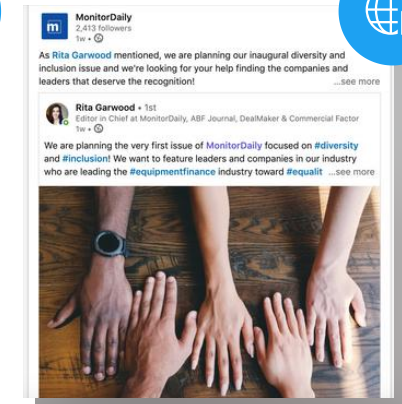 m
MonitorDaily
2,413 followers
1w •
As Rita Garwood mentioned, we are planning our inaugural diversity and
inclusion issue and we're looking for your help finding the companies and
leaders that deserve the recognition! ...see more
Rita Garwood • 1st
Editor in Chief at MonitorDaily, ABF Journal, DealMaker & Commercial Factor
1w •
We are planning the very first issue of MonitorDaily focused on #diversity
and #inclusion! We want to feature leaders and companies in our industry
who are leading the #equipmentfinance industry toward #equalit ...see more